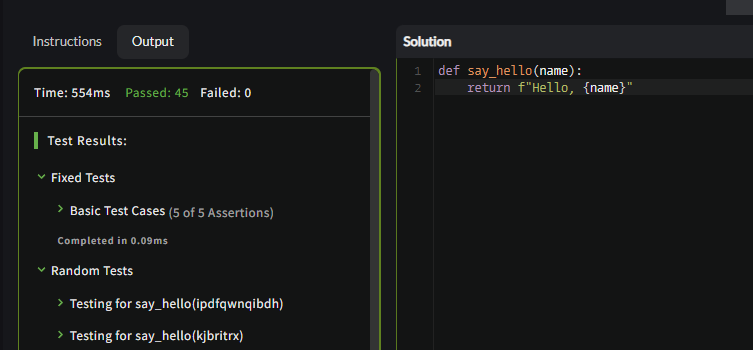 Instructions Output
Time: 554ms Passed: 45 Failed: 0
Test Results:
Fixed Tests
Basic Test Cases (5 of 5 Assertions)
Completed in 0.09ms
Random Tests
Testing for say_hello(ipdfqwnqibdh)
Testing for say_hello(kjbritrx)
Solution
1 def say_hello(name):
2     return f"Hello, {name}"